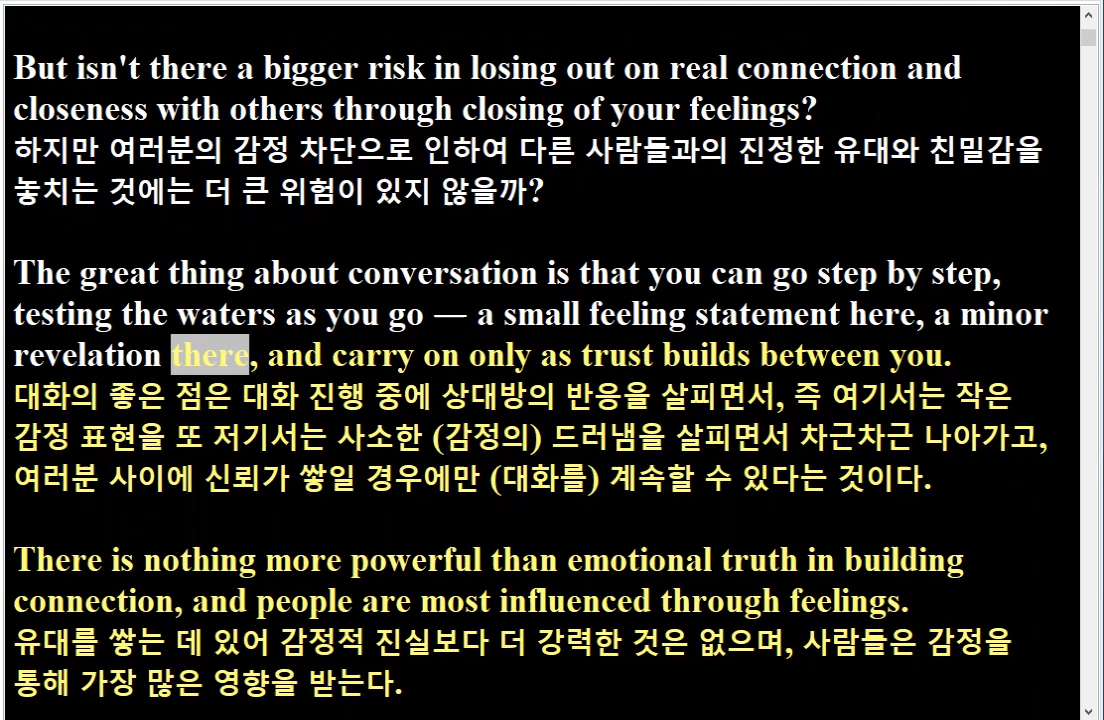 But isn't there a bigger risk in losing out on real connection and
closeness with others through closing of your feelings?
하지만 여러분의 감정 차단으로 인하여 다른 사람들과의 진정한 유대와 친밀감을
놓치는 것에는 더 큰 위험이 있지 않을까?
The great thing about conversation is that you can go step by step,
testing the waters as you go — a small feeling statement here, a minor
revelation there, and carry on only as trust builds between you.
대화의 좋은 점은 대화 진행 중에 상대방의 반응을 살피면서, 즉 여기서는 작은
감정 표현을 또 저기서는 사소한 (감정의) 드러냄을 살피면서 차근차근 나아가고,
여러분 사이에 신뢰가 쌓일 경우에만 (대화를) 계속할 수 있다는 것이다.
There is nothing more powerful than emotional truth in building
connection, and people are most influenced through feelings.
유대를 쌓는 데 있어 감정적 진실보다 더 강력한 것은 없으며, 사람들은 감정을
통해 가장 많은 영향을 받는다.